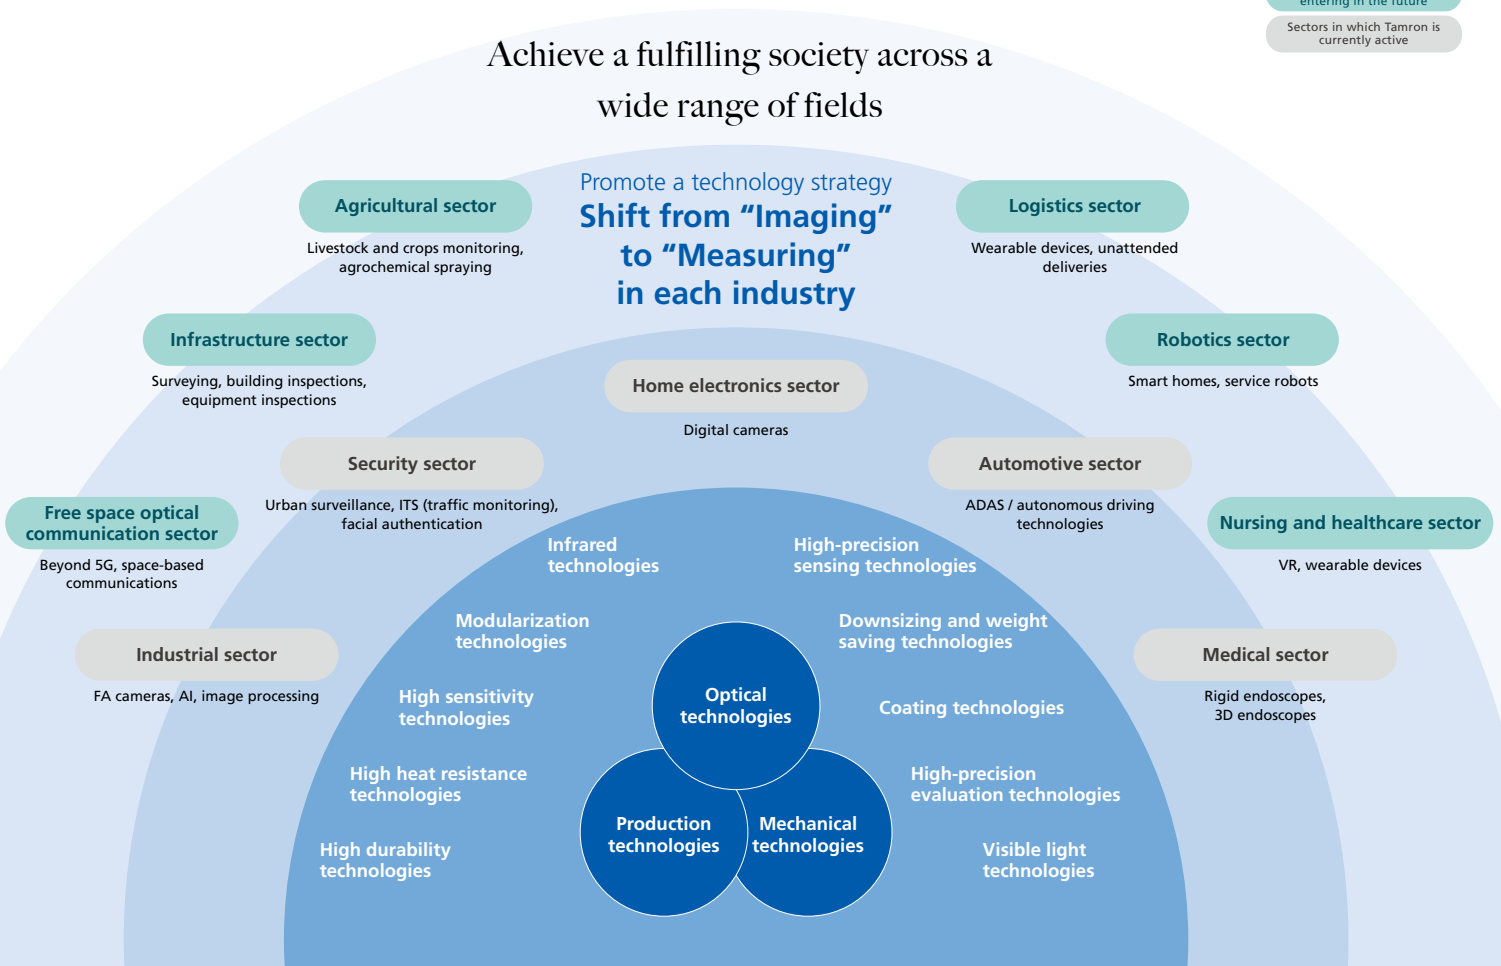 entering in the future
Sectors in which Tamron is
currently active
Achieve a fulfilling society across a
wide range of fields
Promote a technology strategy
Shift from “Imaging”
to “Measuring”
in each industry
Agricultural sector
Livestock and crops monitoring,
agrochemical spraying
Logistics sector
Wearable devices, unattended
deliveries
Infrastructure sector
Surveying, building inspections,
equipment inspections
Robotics sector
Smart homes, service robots
Home electronics sector
Digital cameras
Security sector
Urban surveillance, ITS (traffic monitoring),
facial authentication
Automotive sector
ADAS / autonomous driving
technologies
Free space optical
communication sector
Beyond 5G, space-based
communications
Nursing and healthcare sector
VR, wearable devices
Industrial sector
FA cameras, AI, image processing
Medical sector
Rigid endoscopes,
3D endoscopes
Infrared
technologies
High-precision
sensing technologies
Modularization
technologies
Downsizing and weight
saving technologies
High sensitivity
technologies
Coating technologies
High heat resistance
technologies
High-precision
evaluation technologies
High durability
technologies
Visible light
technologies
Optical
technologies
Production
technologies
Mechanical
technologies